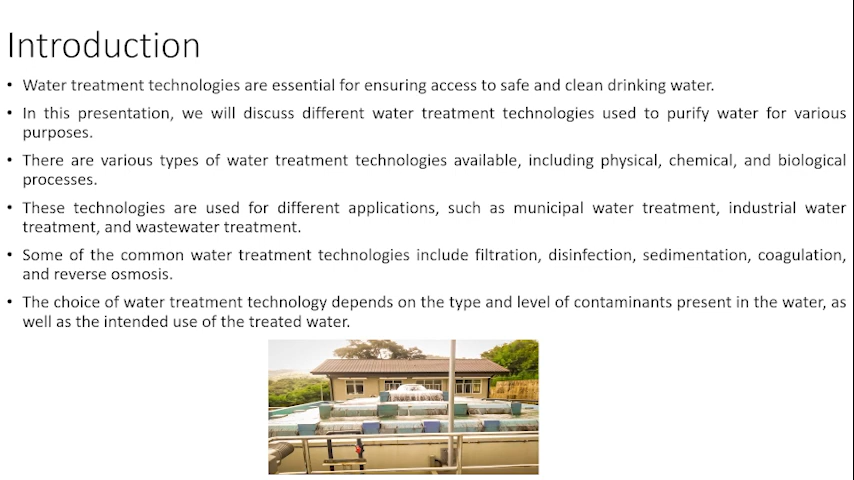 Introduction
• Water treatment technologies are essential for ensuring access to safe and clean drinking water.
• In this presentation, we will discuss different water treatment technologies used to purify water for various
purposes.
• There are various types of water treatment technologies available, including physical, chemical, and biological
processes.
• These technologies are used for different applications, such as municipal water treatment, industrial water
treatment, and wastewater treatment.
• Some of the common water treatment technologies include filtration, disinfection, sedimentation, coagulation,
and reverse osmosis.
• The choice of water treatment technology depends on the type and level of contaminants present in the water, as
well as the intended use of the treated water.